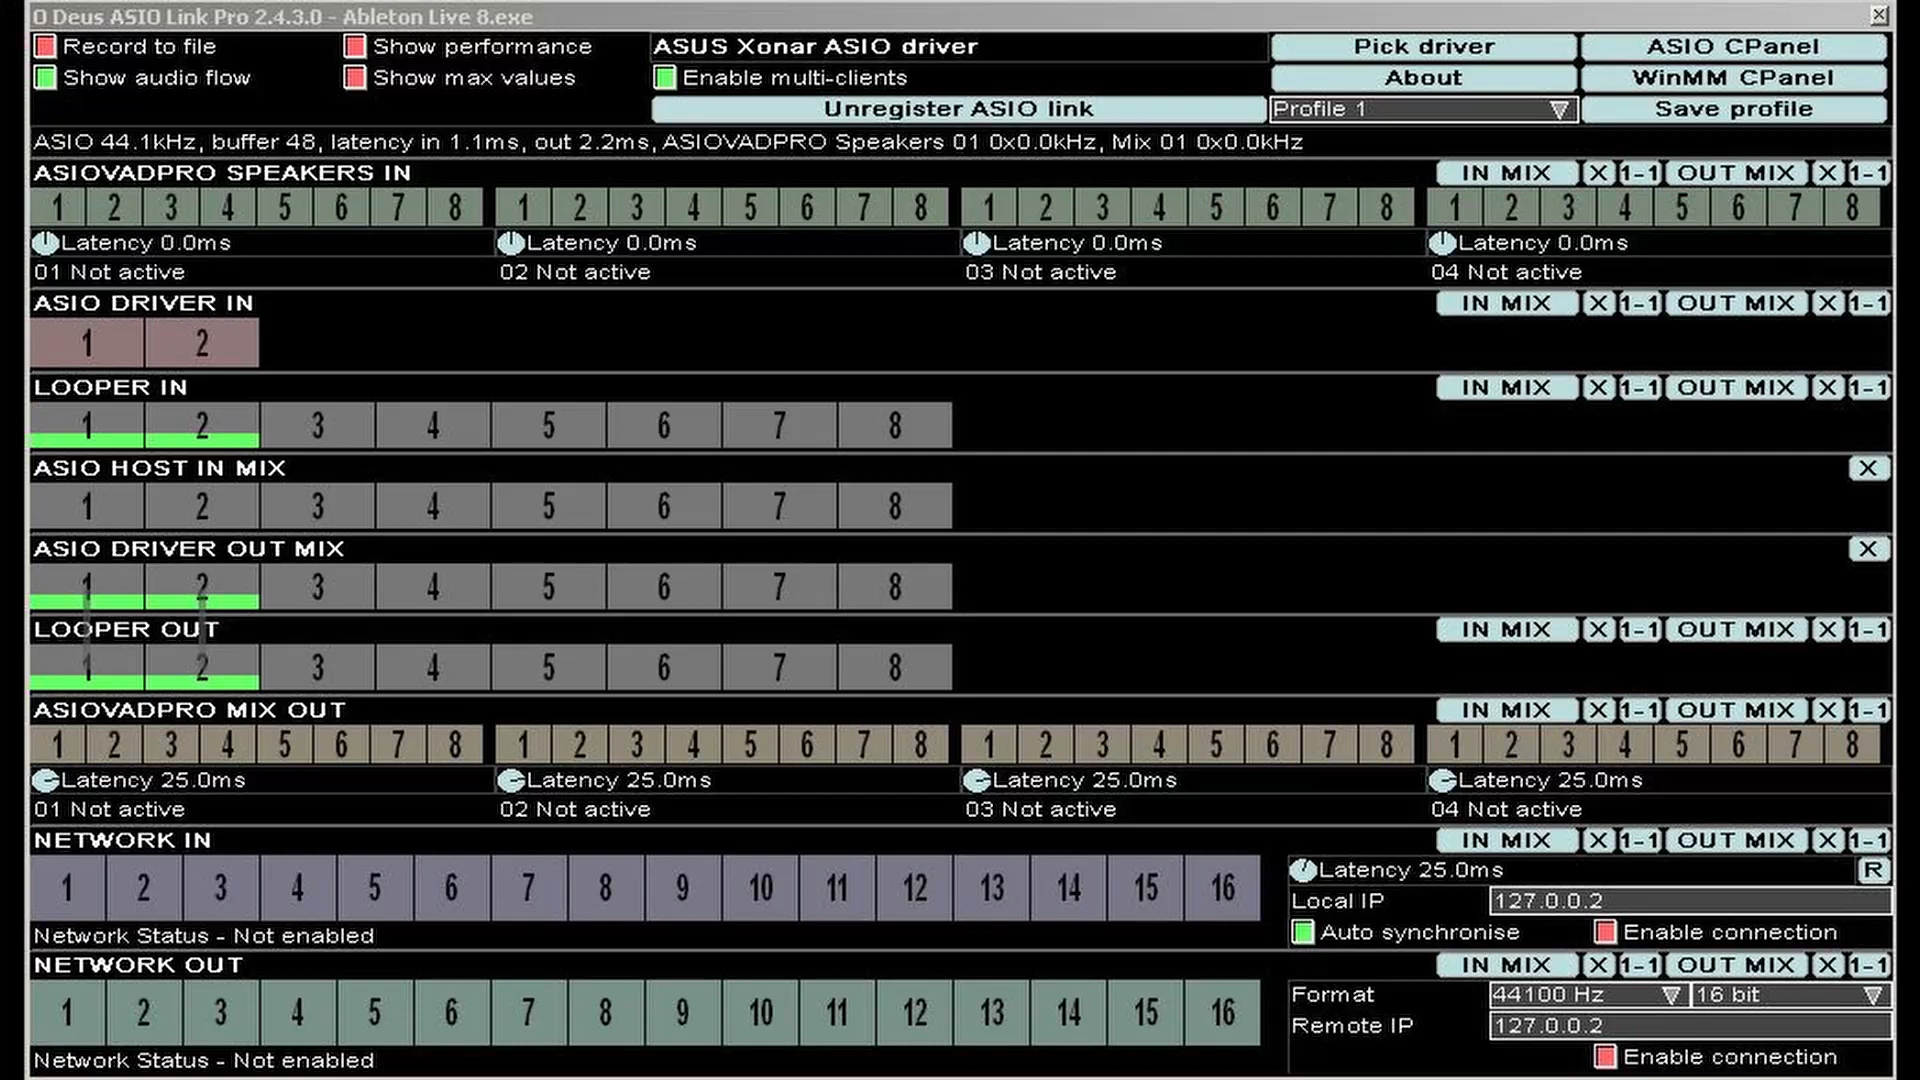 O Deus ASIO Link Pro 2.4.3.0 - Ableton Live 8.exe X
Record to file Show performance ASUS Xonar ASIO driver Pick driver ASIO CPanel
Show audio flow Show max values Enable multi-clients About WinMM CPanel
Unregister ASIO link Profile 1 Save profile
ASIO 44.1kHz, buffer 48, latency in 1.1ms, out 2.2ms, ASIOVADPRO Speakers 01 0x0.0kHz, Mix 01 0x0.0kHz
ASIOVADPRO SPEAKERS IN IN MIX X 1-1 OUT MIX X 1-1
1 2 3 4 5 6 7 8 1 2 3 4 5 6 7 8 1 2 3 4 5 6 7 8 1 2 3 4 5 6 7 8
Latency 0.0ms Latency 0.0ms Latency 0.0ms Latency 0.0ms
01 Not active 02 Not active 03 Not active 04 Not active
ASIO DRIVER IN IN MIX X 1-1 OUT MIX X 1-1
1 2
LOOPER IN IN MIX X 1-1 OUT MIX X 1-1
1 2 3 4 5 6 7 8
ASIO HOST IN MIX X
1 2 3 4 5 6 7 8
ASIO DRIVER OUT MIX X
1 2 3 4 5 6 7 8
LOOPER OUT IN MIX X 1-1 OUT MIX X 1-1
1 2 3 4 5 6 7 8
ASIOVADPRO MIX OUT IN MIX X 1-1 OUT MIX X 1-1
1 2 3 4 5 6 7 8 1 2 3 4 5 6 7 8 1 2 3 4 5 6 7 8 1 2 3 4 5 6 7 8
Latency 25.0ms Latency 25.0ms Latency 25.0ms Latency 25.0ms
01 Not active 02 Not active 03 Not active 04 Not active
NETWORK IN IN MIX X 1-1 OUT MIX X 1-1
1 2 3 4 5 6 7 8 9 10 11 12 13 14 15 16
Latency 25.0ms R
Local IP 127.0.0.2
Network Status - Not enabled Auto synchronise Enable connection
NETWORK OUT IN MIX X 1-1 OUT MIX X 1-1
1 2 3 4 5 6 7 8 9 10 11 12 13 14 15 16
Format 44100 Hz 16 bit
Remote IP 127.0.0.2
Network Status - Not enabled Enable connection